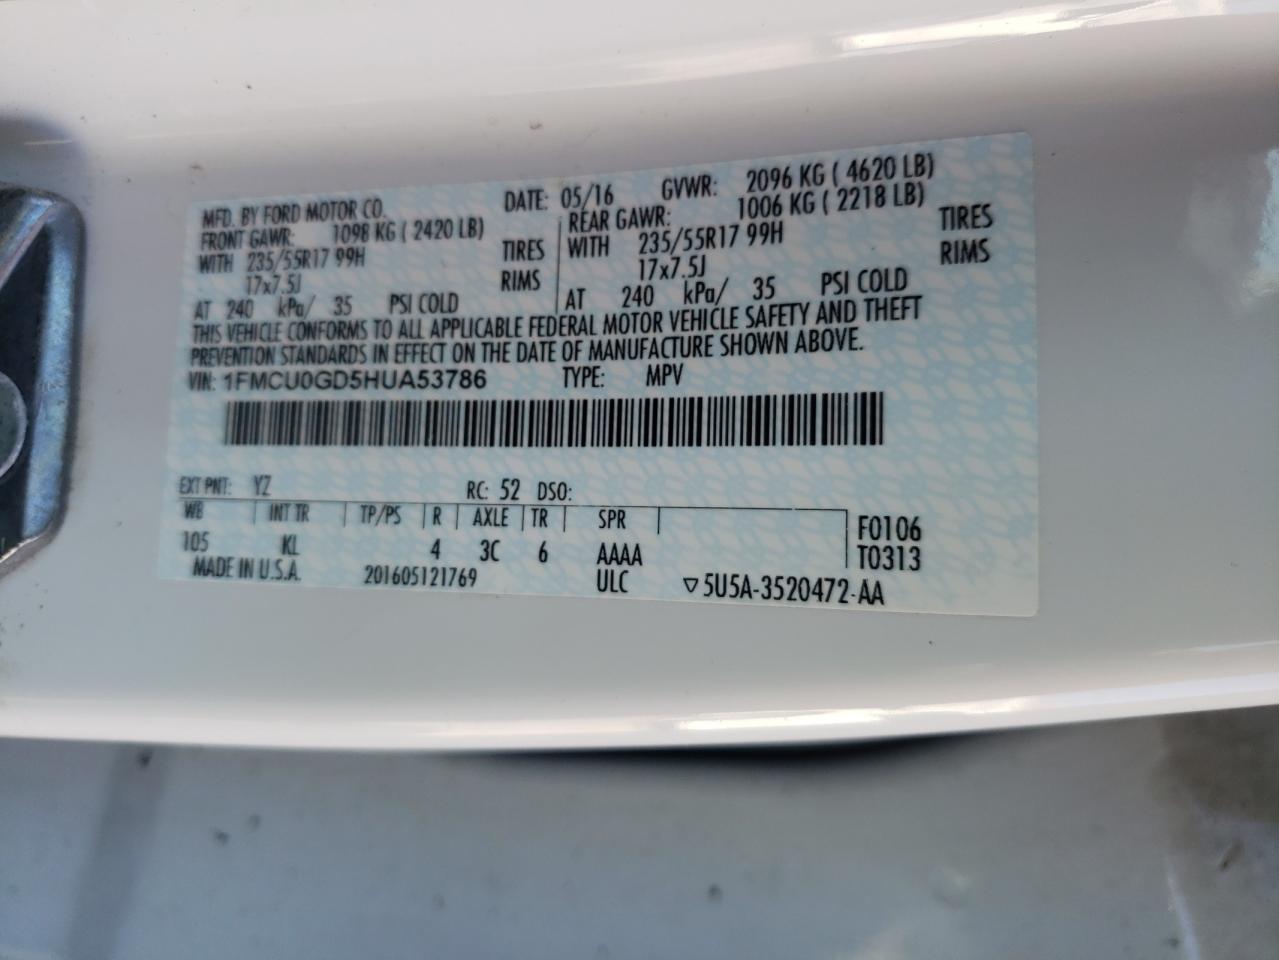 MFD. BY FORD MOTOR CO. DATE: 05/16 GVWR: 2096 KG ( 4620 LB)
FRONT GAWR: 1098 KG ( 2420 LB) REAR GAWR: 1006 KG ( 2218 LB)
WITH 235/55R17 99H TIRES WITH 235/55R17 99H TIRES
17x7.5J RIMS 17x7.5J RIMS
AT 240 kPa/ 35 PSI COLD AT 240 kPa/ 35 PSI COLD
THIS VEHICLE CONFORMS TO ALL APPLICABLE FEDERAL MOTOR VEHICLE SAFETY AND THEFT
PREVENTION STANDARDS IN EFFECT ON THE DATE OF MANUFACTURE SHOWN ABOVE.
VIN: 1FMCU0GD5HUA53786 TYPE: MPV
EXT PNT: YZ RC: 52 DSO:
WB INT TR TP/PS R AXLE TR SPR F0106
105 KL 4 3C 6 AAAA T0313
MADE IN U.S.A. 201605121769 ULC ▽5U5A-3520472-AA